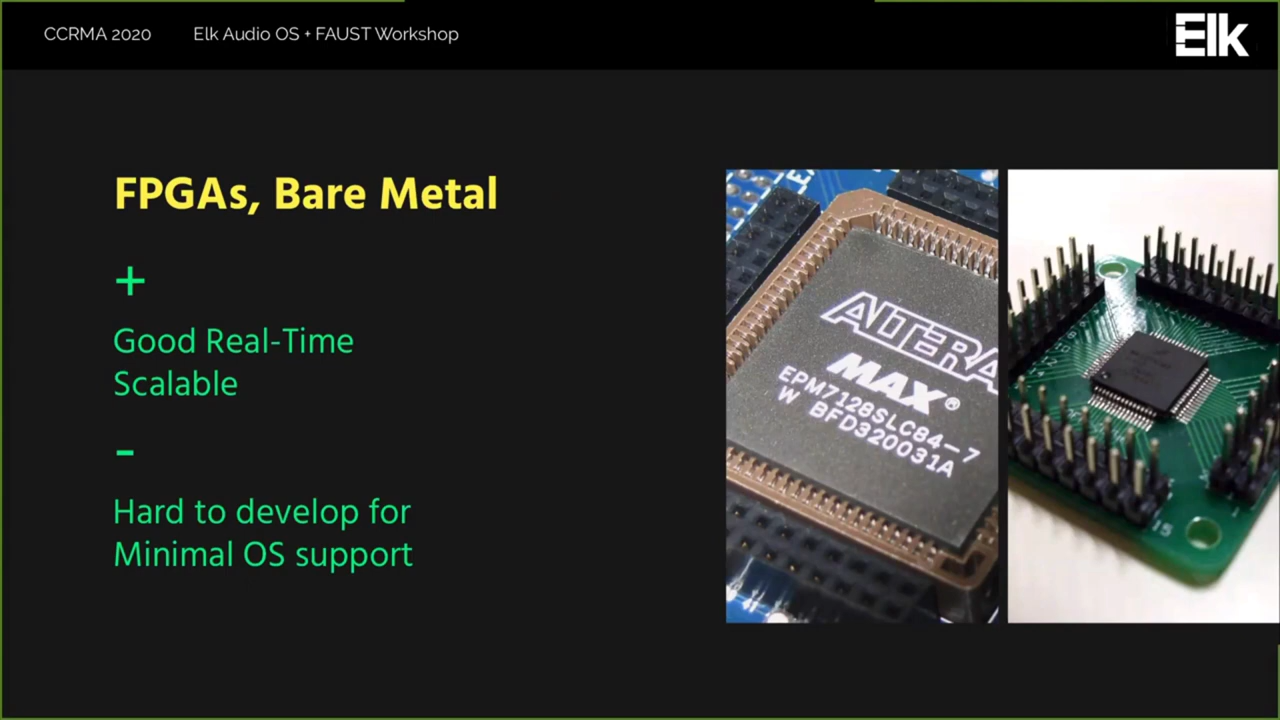 CCRMA 2020 Elk Audio OS + FAUST Workshop
Elk
FPGAs, Bare Metal
+
Good Real-Time
Scalable
-
Hard to develop for
Minimal OS support
ALTERA
MAX®
EPM7128SLC84-7
W BFD320031A
15